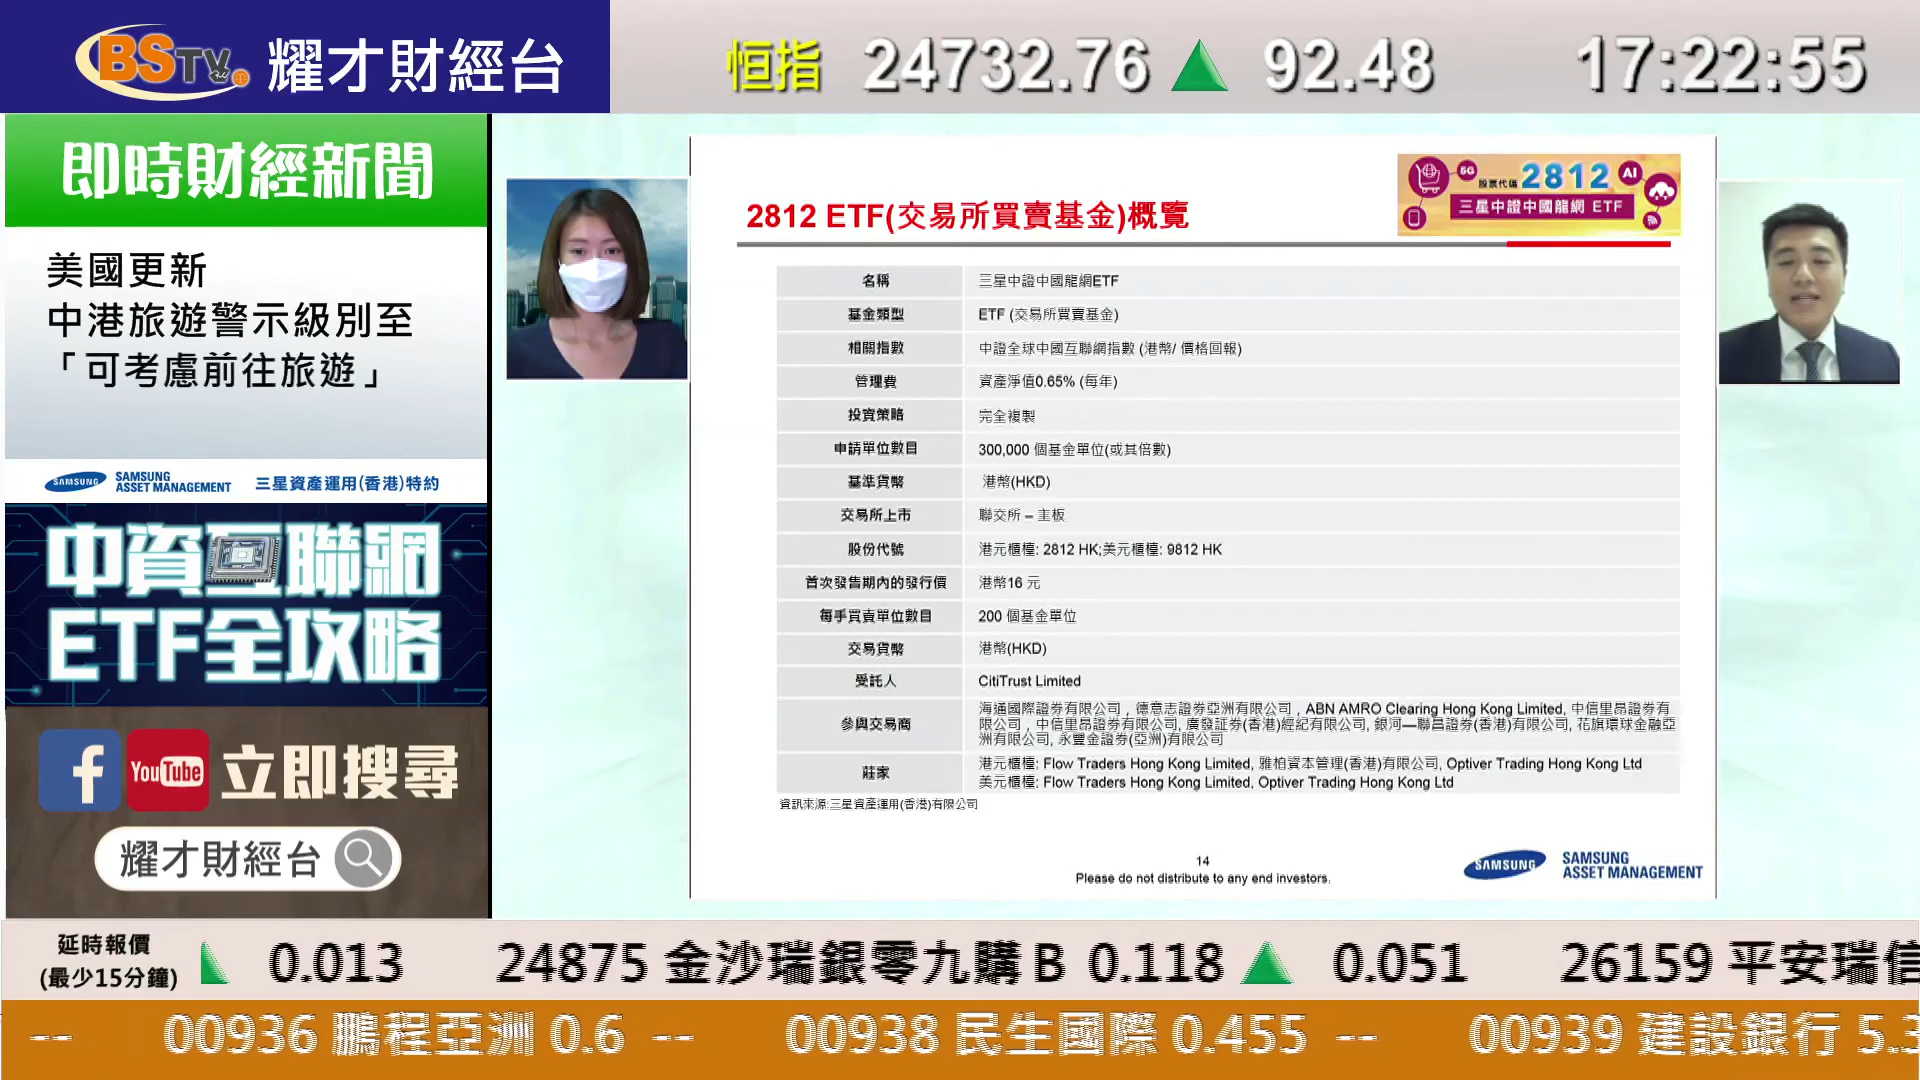 BSTV 耀才財經台
恒指 24732.76 92.48 17:22:55
即時財經新聞
美國更新
中港旅遊警示級別至
「可考慮前往旅遊」
SAMSUNG SAMSUNG ASSET MANAGEMENT 三星資產運用(香港)特約
中資互聯網
ETF全攻略
f YouTube 立即搜尋
耀才財經台
2812 ETF(交易所買賣基金)概覽
5G 股票代碼 2812 AI
三星中證中國龍網 ETF
名稱 三星中證中國龍網ETF
基金類型 ETF (交易所買賣基金)
相關指數 中證全球中國互聯網指數 (港幣/ 價格回報)
管理費 資產淨值0.65% (每年)
投資策略 完全複製
申請單位數目 300,000 個基金單位(或其倍數)
基準貨幣 港幣(HKD)
交易所上市 聯交所 – 主板
股份代號 港元櫃檯: 2812 HK;美元櫃檯: 9812 HK
首次發售期內的發行價 港幣16 元
每手買賣單位數目 200 個基金單位
交易貨幣 港幣(HKD)
受託人 CitiTrust Limited
參與交易商 海通國際證券有限公司 , 德意志證券亞洲有限公司 , ABN AMRO Clearing Hong Kong Limited, 中信里昂證券有
限公司 , 中信里昂證券有限公司, 廣發証券(香港)經紀有限公司, 銀河—聯昌證券(香港)有限公司, 花旗環球金融亞
洲有限公司, 永豐金證券(亞洲)有限公司
莊家 港元櫃檯: Flow Traders Hong Kong Limited, 雅柏資本管理(香港)有限公司, Optiver Trading Hong Kong Ltd
美元櫃檯: Flow Traders Hong Kong Limited, Optiver Trading Hong Kong Ltd
資訊來源:三星資產運用(香港)有限公司
14
Please do not distribute to any end investors.
SAMSUNG SAMSUNG ASSET MANAGEMENT
延時報價
(最少15分鐘)
0.013 24875 金沙瑞銀零九購B 0.118 0.051 26159 平安瑞信
-- 00936 鵬程亞洲 0.6 -- 00938 民生國際 0.455 -- 00939 建設銀行 5.3